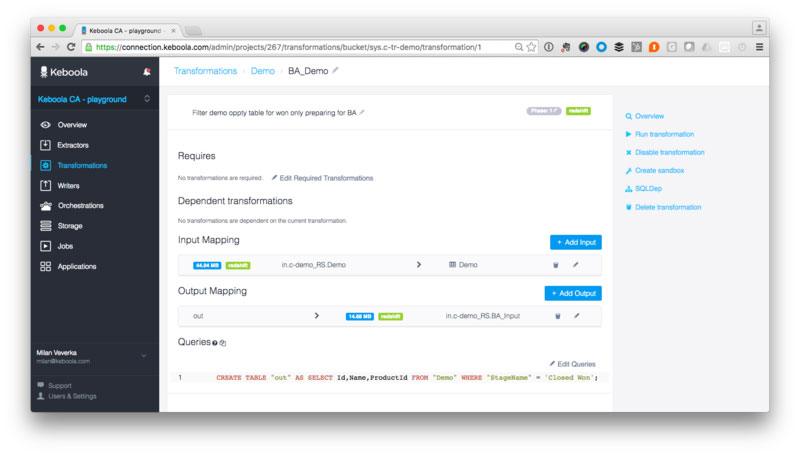 Keboola CA - playground -
https://connection.keboola.com/admin/projects/267/transformations/bucket/sys.c-tr-demo/transformation/1
Keboola
Keboola CA - playground
Overview
Extractors
Transformations
Writers
Orchestrations
Storage
Jobs
Applications
Milan Veverka
milan@keboola.com
Support
Users & Settings
Transformations › Demo › BA_Demo
Filter demo oppty table for won only preparing for BA
Phase: 1
redshift
Requires
No transformations are required. Edit Required Transformations
Dependent transformations
No transformations are dependent on the current transformation.
Input Mapping
+ Add Input
44.94 MB redshift in.c-demo_RS.Demo > Demo
Output Mapping
+ Add Output
out > 14.88 MB redshift in.c-demo_RS.BA_Input
Queries
Edit Queries
1 CREATE TABLE "out" AS SELECT Id,Name,ProductId FROM "Demo" WHERE "StageName" = 'Closed Won';
Overview
Run transformation
Disable transformation
Create sandbox
SQLDep
Delete transformation